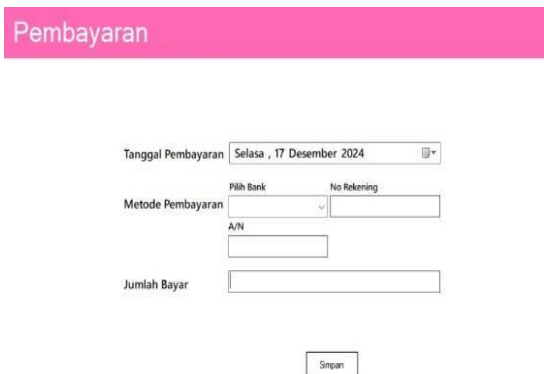 Pembayaran
Tanggal Pembayaran Selasa , 17 Desember 2024
Pilih Bank No Rekening
Metode Pembayaran
A/N
Jumlah Bayar
Simpan